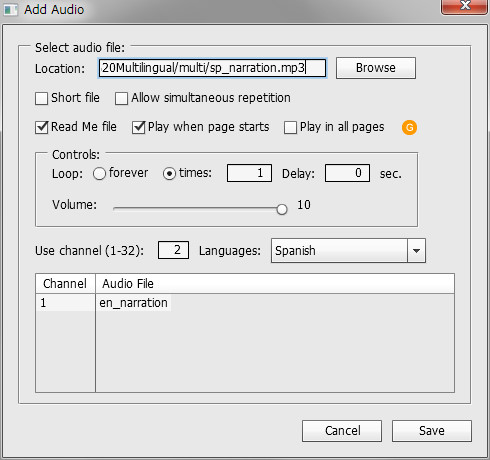 Add Audio
Select audio file:
Location: 20Multilingual/multi/sp_narration.mp3 Browse
Short file Allow simultaneous repetition
Read Me file Play when page starts Play in all pages G
Controls:
Loop: forever times: 1 Delay: 0 sec.
Volume: 10
Use channel (1-32): 2 Languages: Spanish
Channel Audio File
1 en_narration
Cancel Save